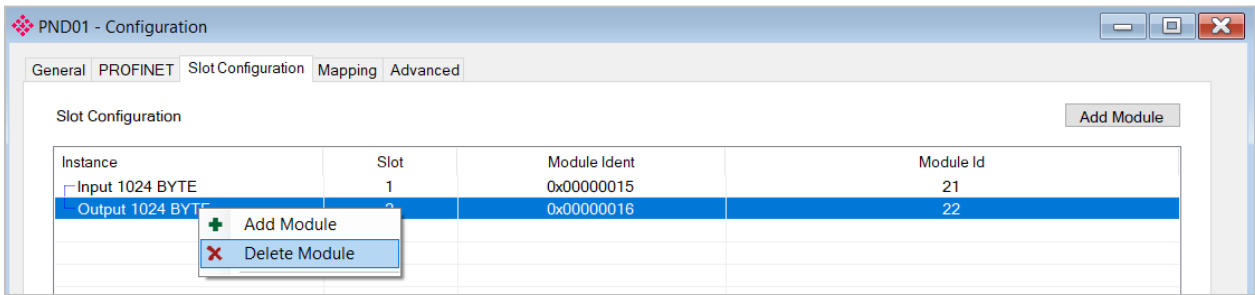 PND01 - Configuration
General PROFINET Slot Configuration Mapping Advanced
Slot Configuration Add Module
Instance Slot Module Ident Module Id
Input 1024 BYTE 1 0x00000015 21
Output 1024 BYTE 0x00000016 22
Add Module
Delete Module